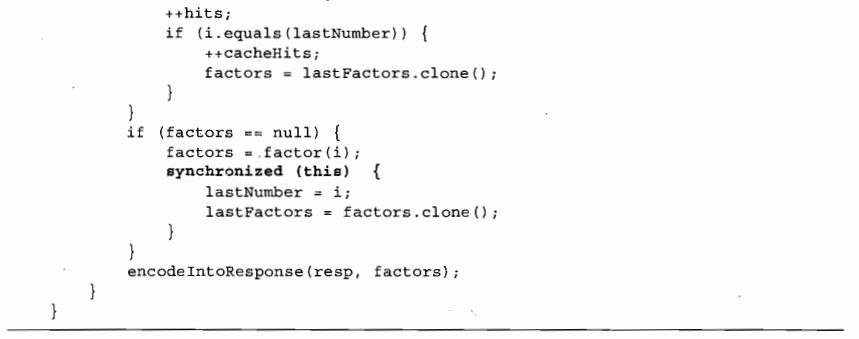 ++hits;
if (i.equals(lastNumber)) {
++cacheHits;
factors = lastFactors.clone();
}
}
if (factors == null) {
factors = factor(i);
synchronized (this) {
lastNumber = i;
lastFactors = factors.clone();
}
}
encodeIntoResponse(resp, factors);
}
}